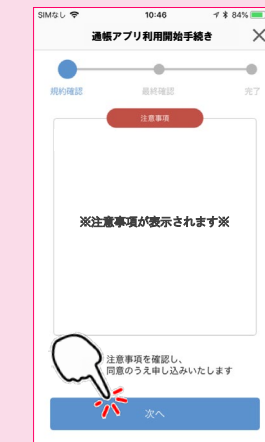 SIMなし 10:46 84%
通帳アプリ利用開始手続き
規約確認 最終確認 完了
注意事項
※注意事項が表示されます※
注意事項を確認し、
同意のうえ申し込みいたします
次へ